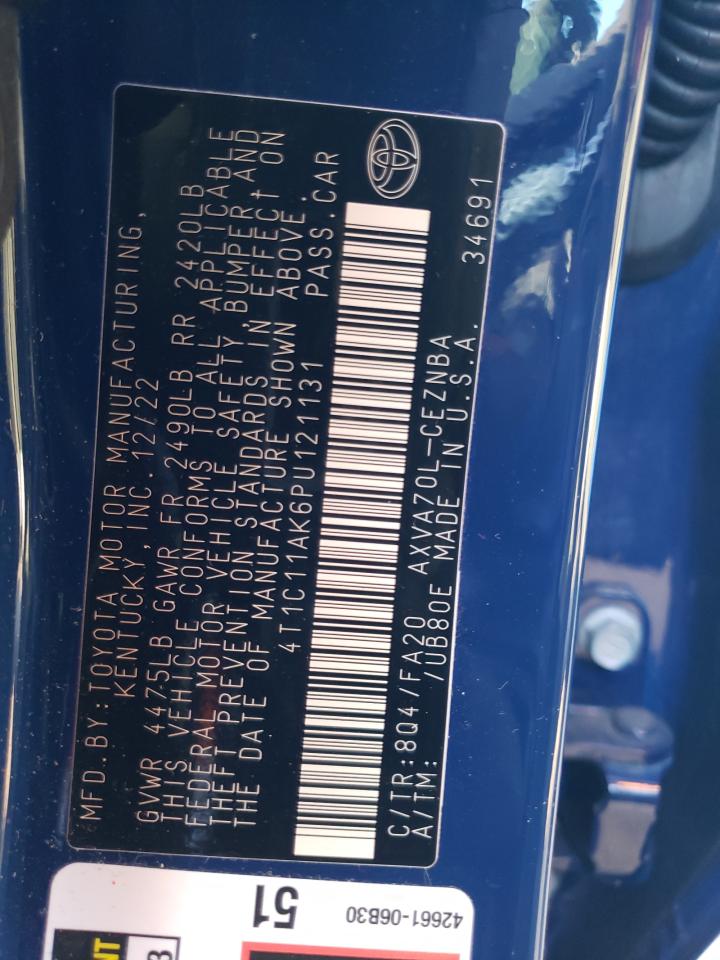 MFD.BY:TOYOTA MOTOR MANUFACTURING,
KENTUCKY,INC. 12/22
GVWR 4475LB GAWR FR 2490LB RR 2420LB
THIS VEHICLE CONFORMS TO ALL APPLICABLE
FEDERAL MOTOR VEHICLE SAFETY,BUMPER,AND
THEFT PREVENTION STANDARDS IN EFFECT ON
THE DATE OF MANUFACTURE SHOWN ABOVE.
4T1C11AK6PU121131 PASS.CAR
C/TR:8Q4/FA20 AXVA70L-CEZNBA
A/TM: /UB80E MADE IN U.S.A. 34691
42661-06B30
51